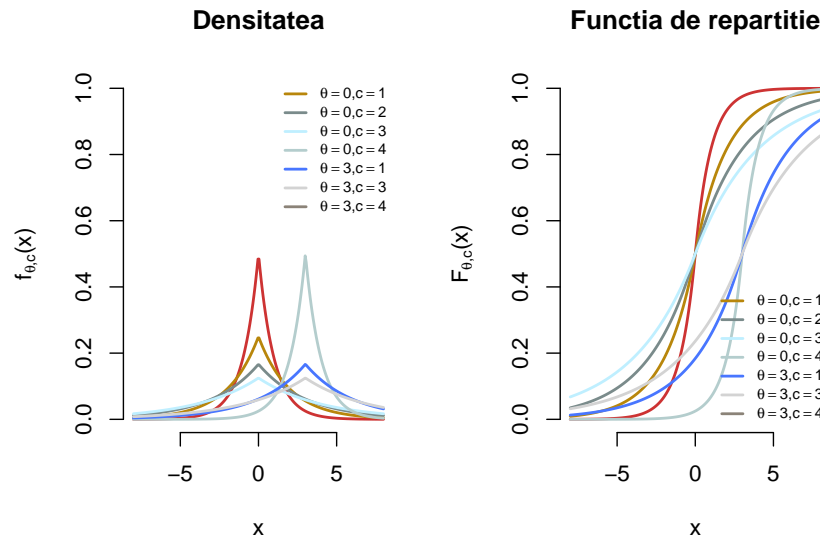 Densitatea
f θ,c(x)
1.0
0.8
0.6
0.4
0.2
0.0
−5 0 5
x
θ = 0,c = 1
θ = 0,c = 2
θ = 0,c = 3
θ = 0,c = 4
θ = 3,c = 1
θ = 3,c = 3
θ = 3,c = 4
Functia de repartitie
F θ,c(x)
1.0
0.8
0.6
0.4
0.2
0.0
−5 0 5
x
θ = 0,c = 1
θ = 0,c = 2
θ = 0,c = 3
θ = 0,c = 4
θ = 3,c = 1
θ = 3,c = 3
θ = 3,c = 4